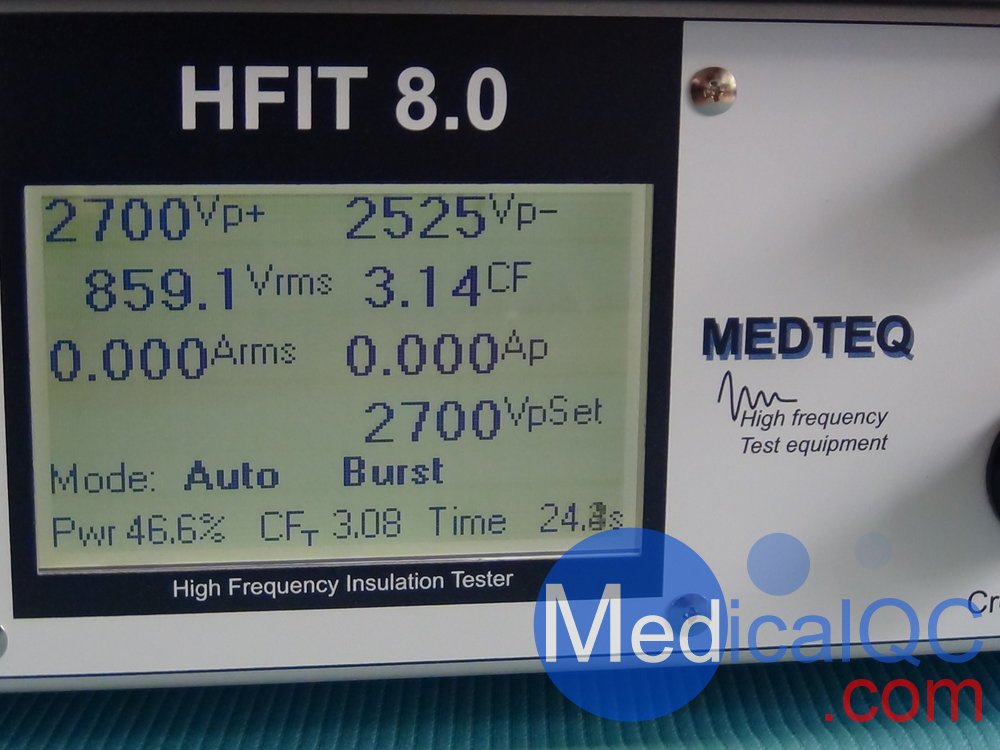 HFIT 8.0
2700Vp+ 2525Vp-
859.1Vrms 3.14CF
0.000Arms 0.000Ap
2700VpSet
Mode: Auto Burst
Pwr 46.6% CFT 3.08 Time
High Frequency Insulation Tester
MEDTEQ
High frequency
Test equipment
MedicalQC
.com